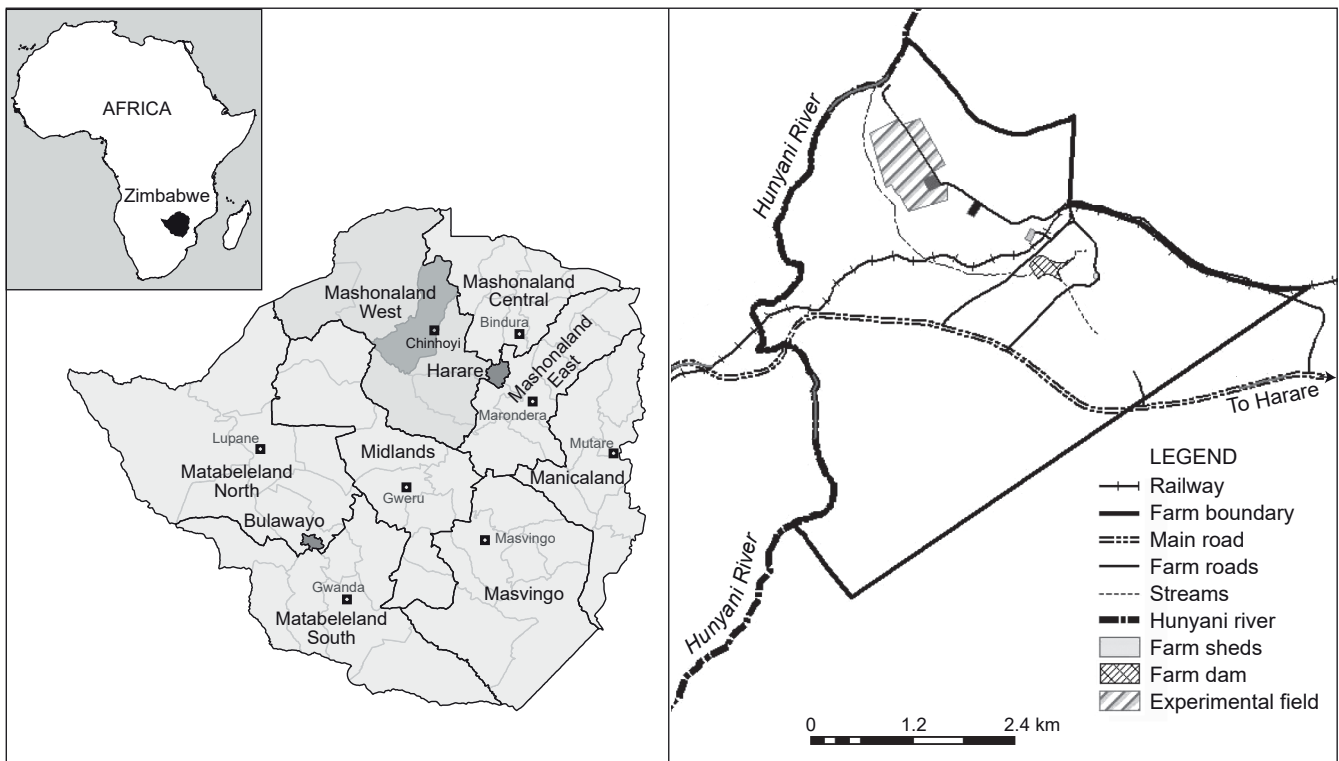 AFRICA
Zimbabwe
Mashonaland
West
Mashonaland
Central
Bindura
Chinhoyi
Harare
Mashonaland
East
Marondera
Lupane
Matabeleland
North
Midlands
Gweru
Mutare
Manicaland
Bulawayo
Masvingo
Masvingo
Gwanda
Matabeleland
South
Hunyani River
Hunyani River
To Harare
LEGEND
Railway
Farm boundary
Main road
Farm roads
Streams
Hunyani river
Farm sheds
Farm dam
Experimental field
0 1.2 2.4 km